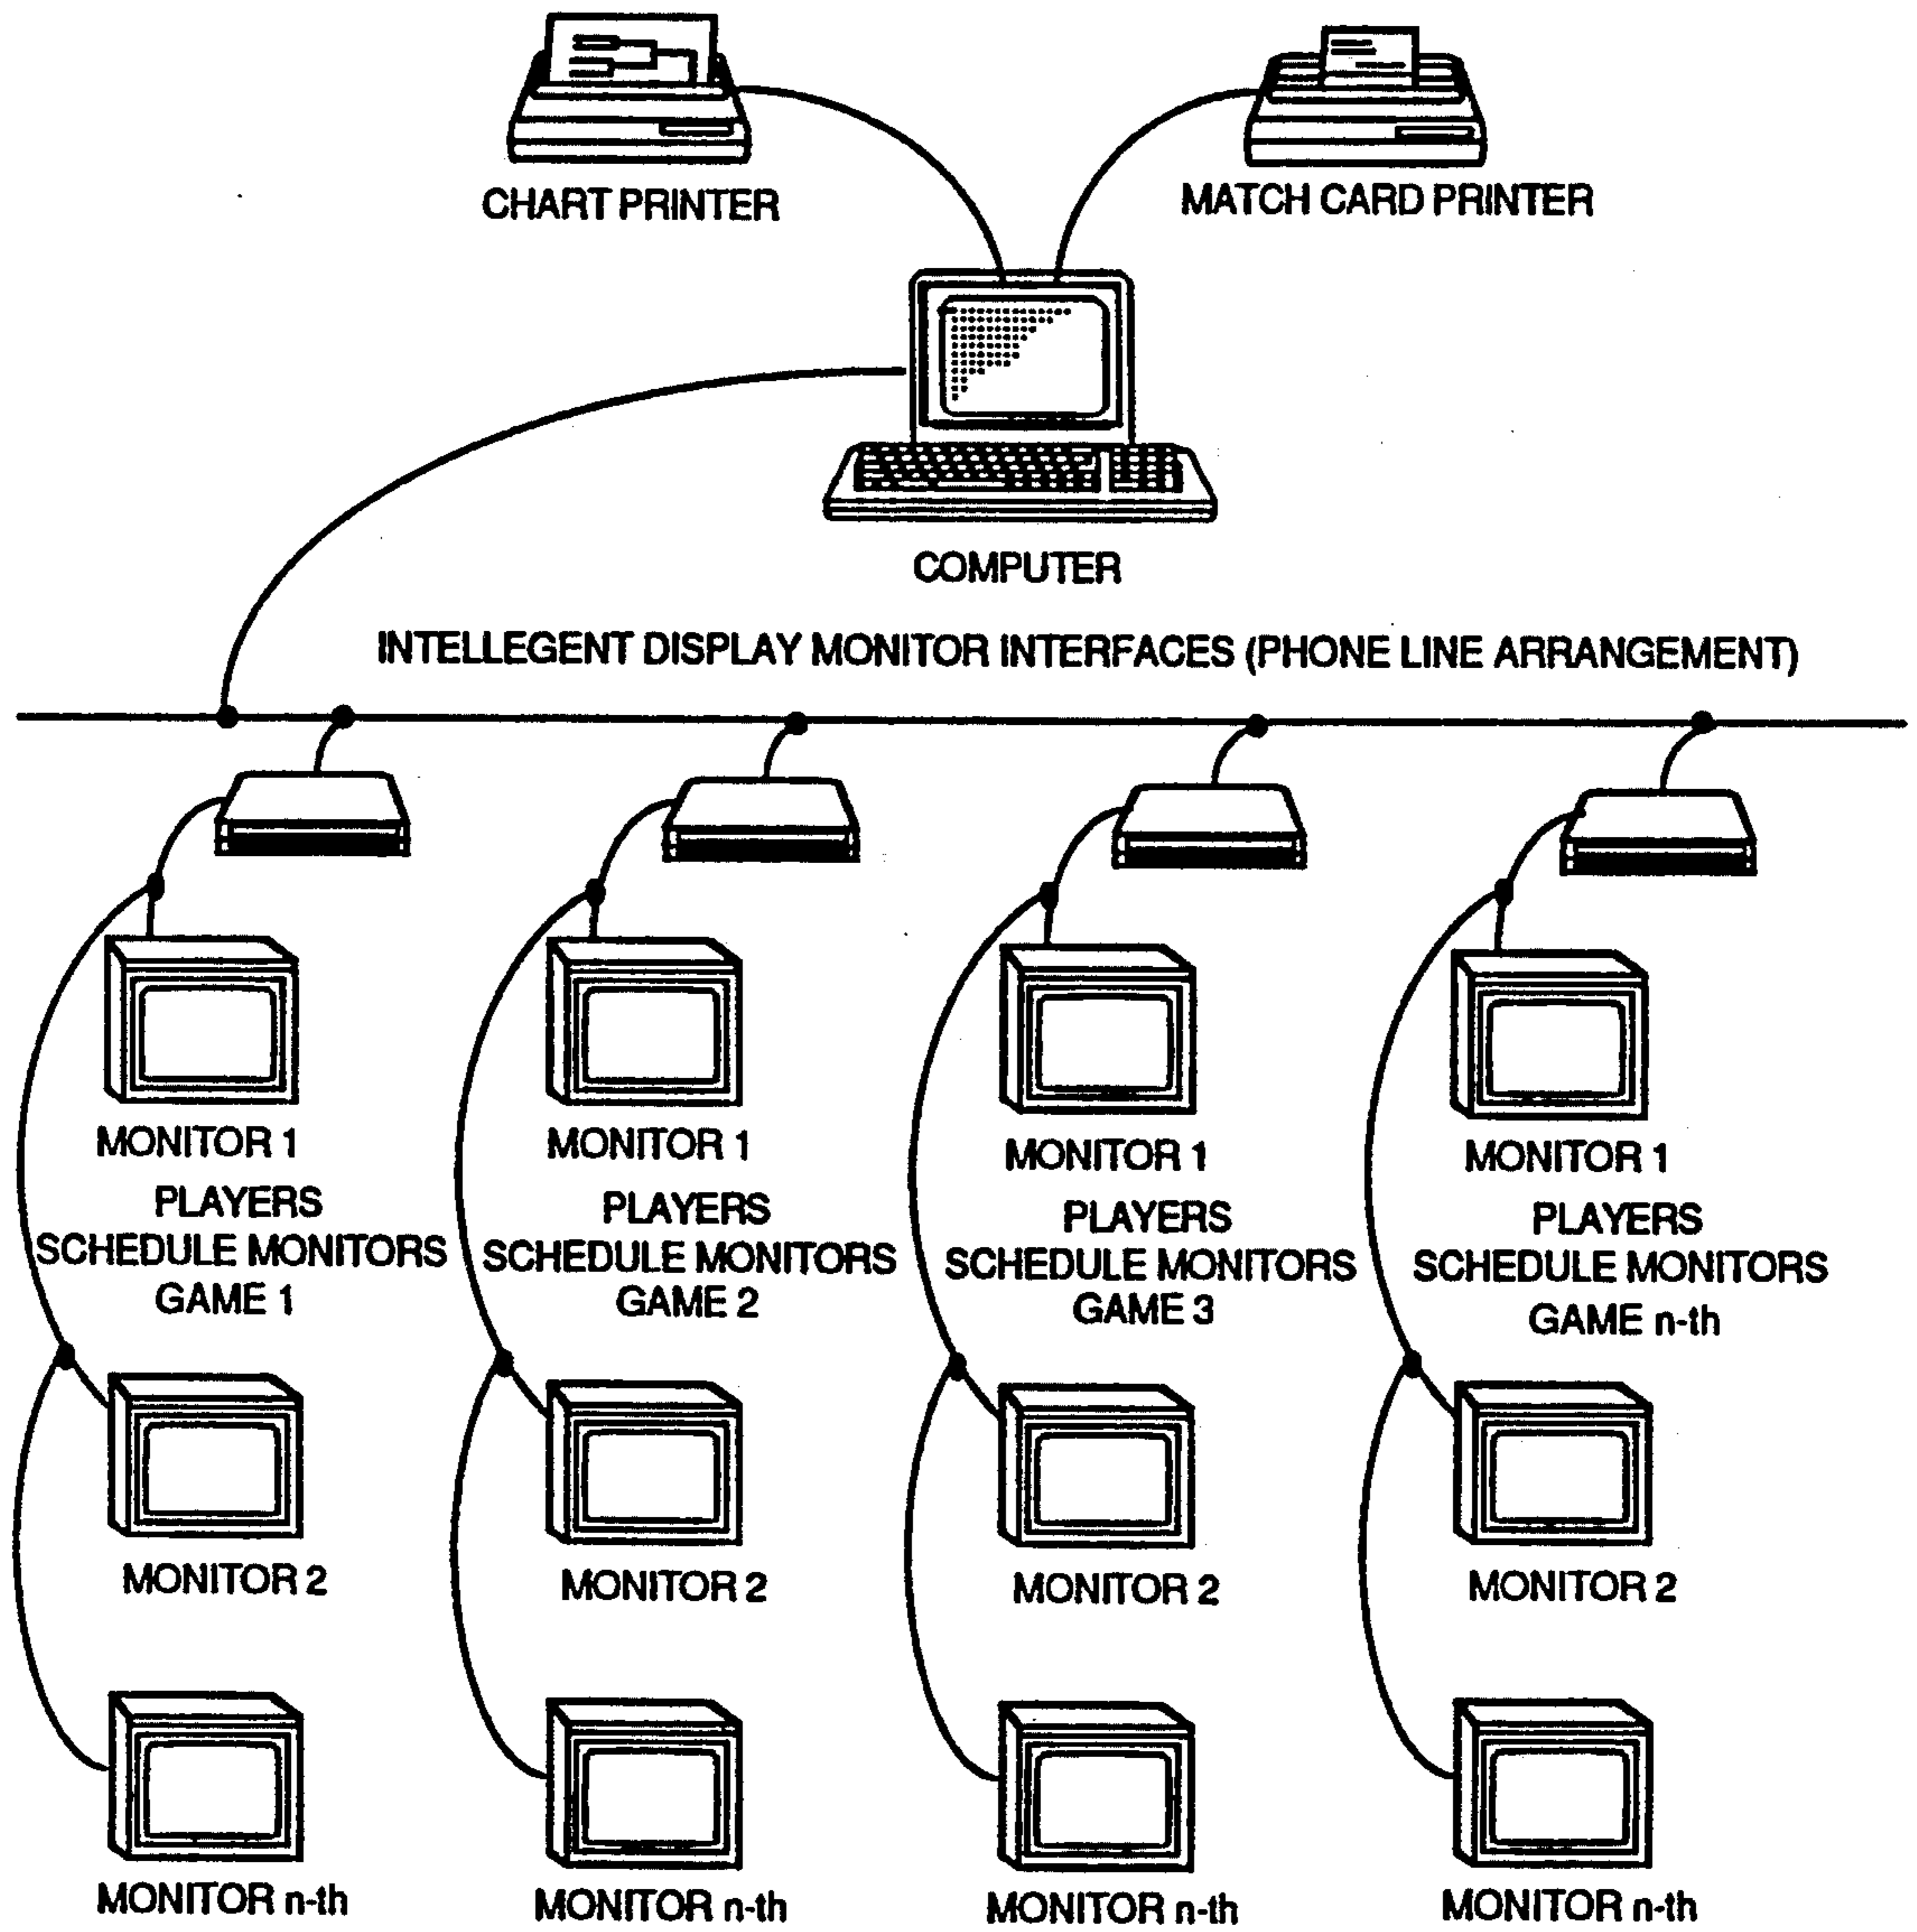 CHART PRINTER
MATCH CARD PRINTER
COMPUTER
INTELLEGENT DISPLAY MONITOR INTERFACES (PHONE LINE ARRANGEMENT)
MONITOR 1
PLAYERS
SCHEDULE MONITORS
GAME 1
MONITOR 2
MONITOR n-th
MONITOR 1
PLAYERS
SCHEDULE MONITORS
GAME 2
MONITOR 2
MONITOR n-th
MONITOR 1
PLAYERS
SCHEDULE MONITORS
GAME 3
MONITOR 2
MONITOR n-th
MONITOR 1
PLAYERS
SCHEDULE MONITORS
GAME n-th
MONITOR 2
MONITOR n-th